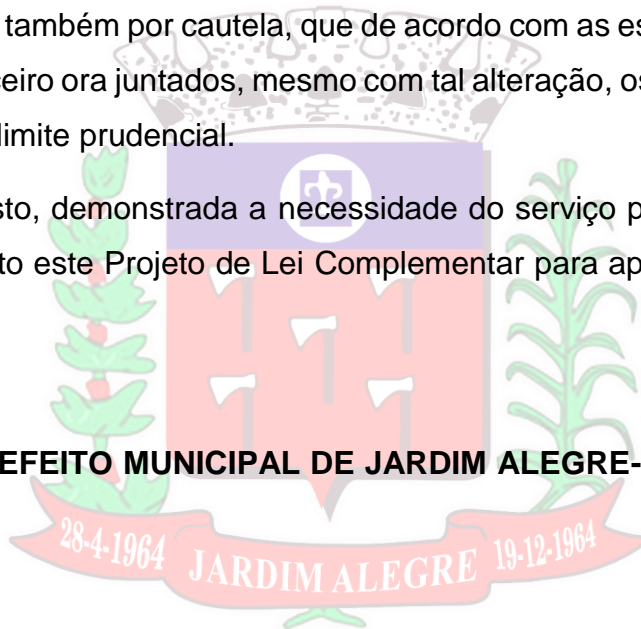 também por cautela, que de acordo com as es
ceiro ora juntados, mesmo com tal alteração, os
limite prudencial.
sto, demonstrada a necessidade do serviço p
to este Projeto de Lei Complementar para ap
EFEITO MUNICIPAL DE JARDIM ALEGRE-
28-4-1964 JARDIM ALEGRE 19-12-1964